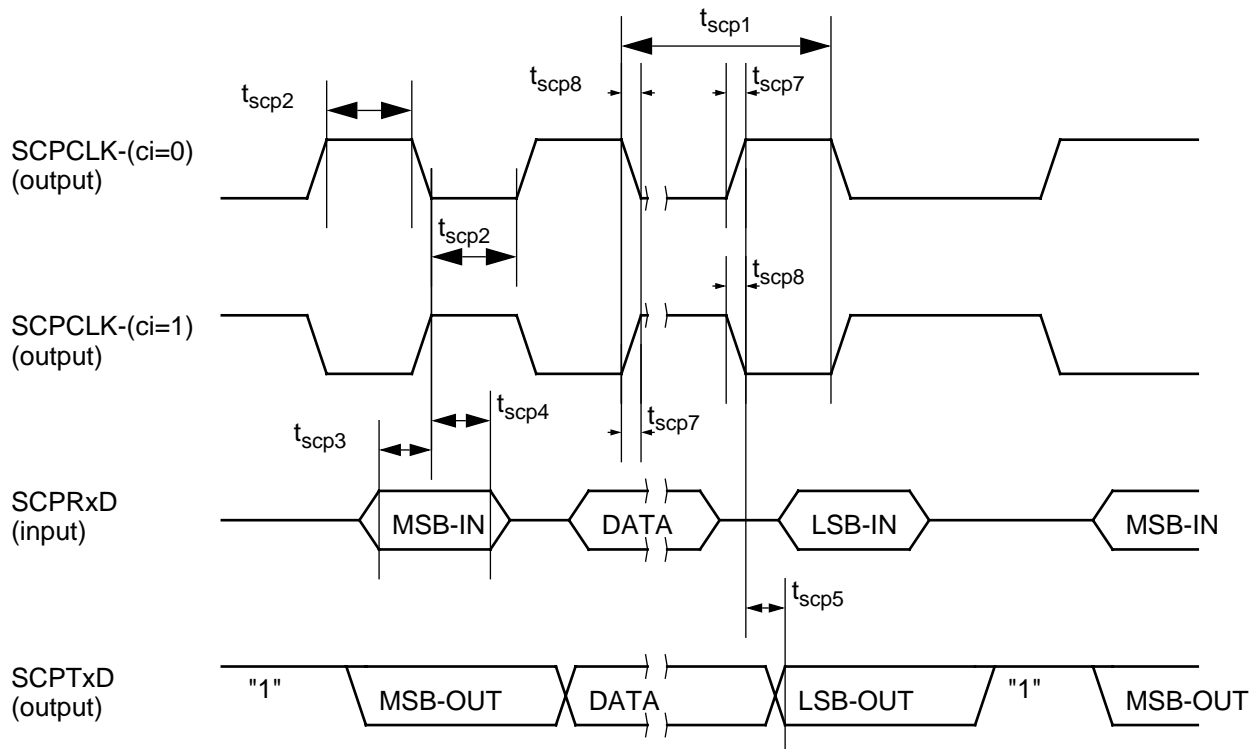 tscp1
tscp2
tscp8
tscp7
SCPCLK-(ci=0)
(output)
tscp2
tscp8
SCPCLK-(ci=1)
(output)
tscp3
tscp4
tscp7
SCPRxD
(input)
MSB-IN
DATA
LSB-IN
MSB-IN
tscp5
SCPTxD
(output)
"1"
MSB-OUT
DATA
LSB-OUT
"1"
MSB-OUT